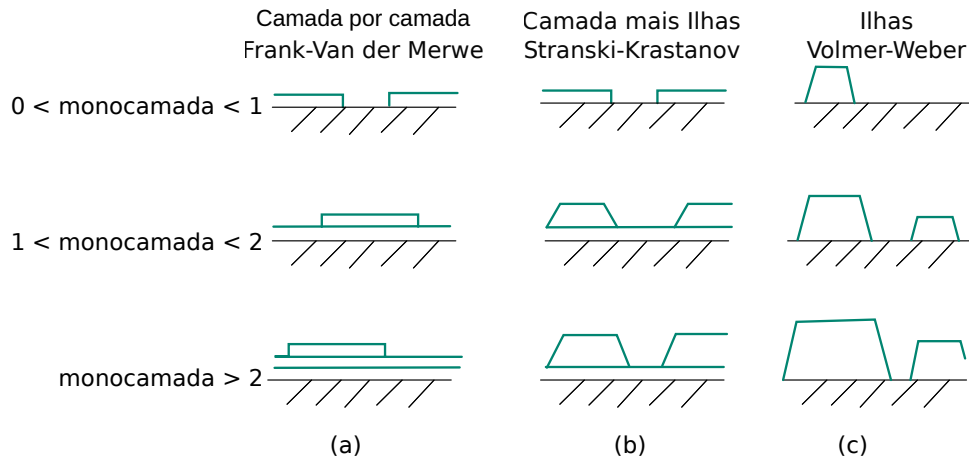 Camada por camada
Frank-Van der Merwe
Camada mais Ilhas
Stranski-Krastanov
Ilhas
Volmer-Weber
0 < monocamada < 1
1 < monocamada < 2
monocamada > 2
(a)
(b)
(c)